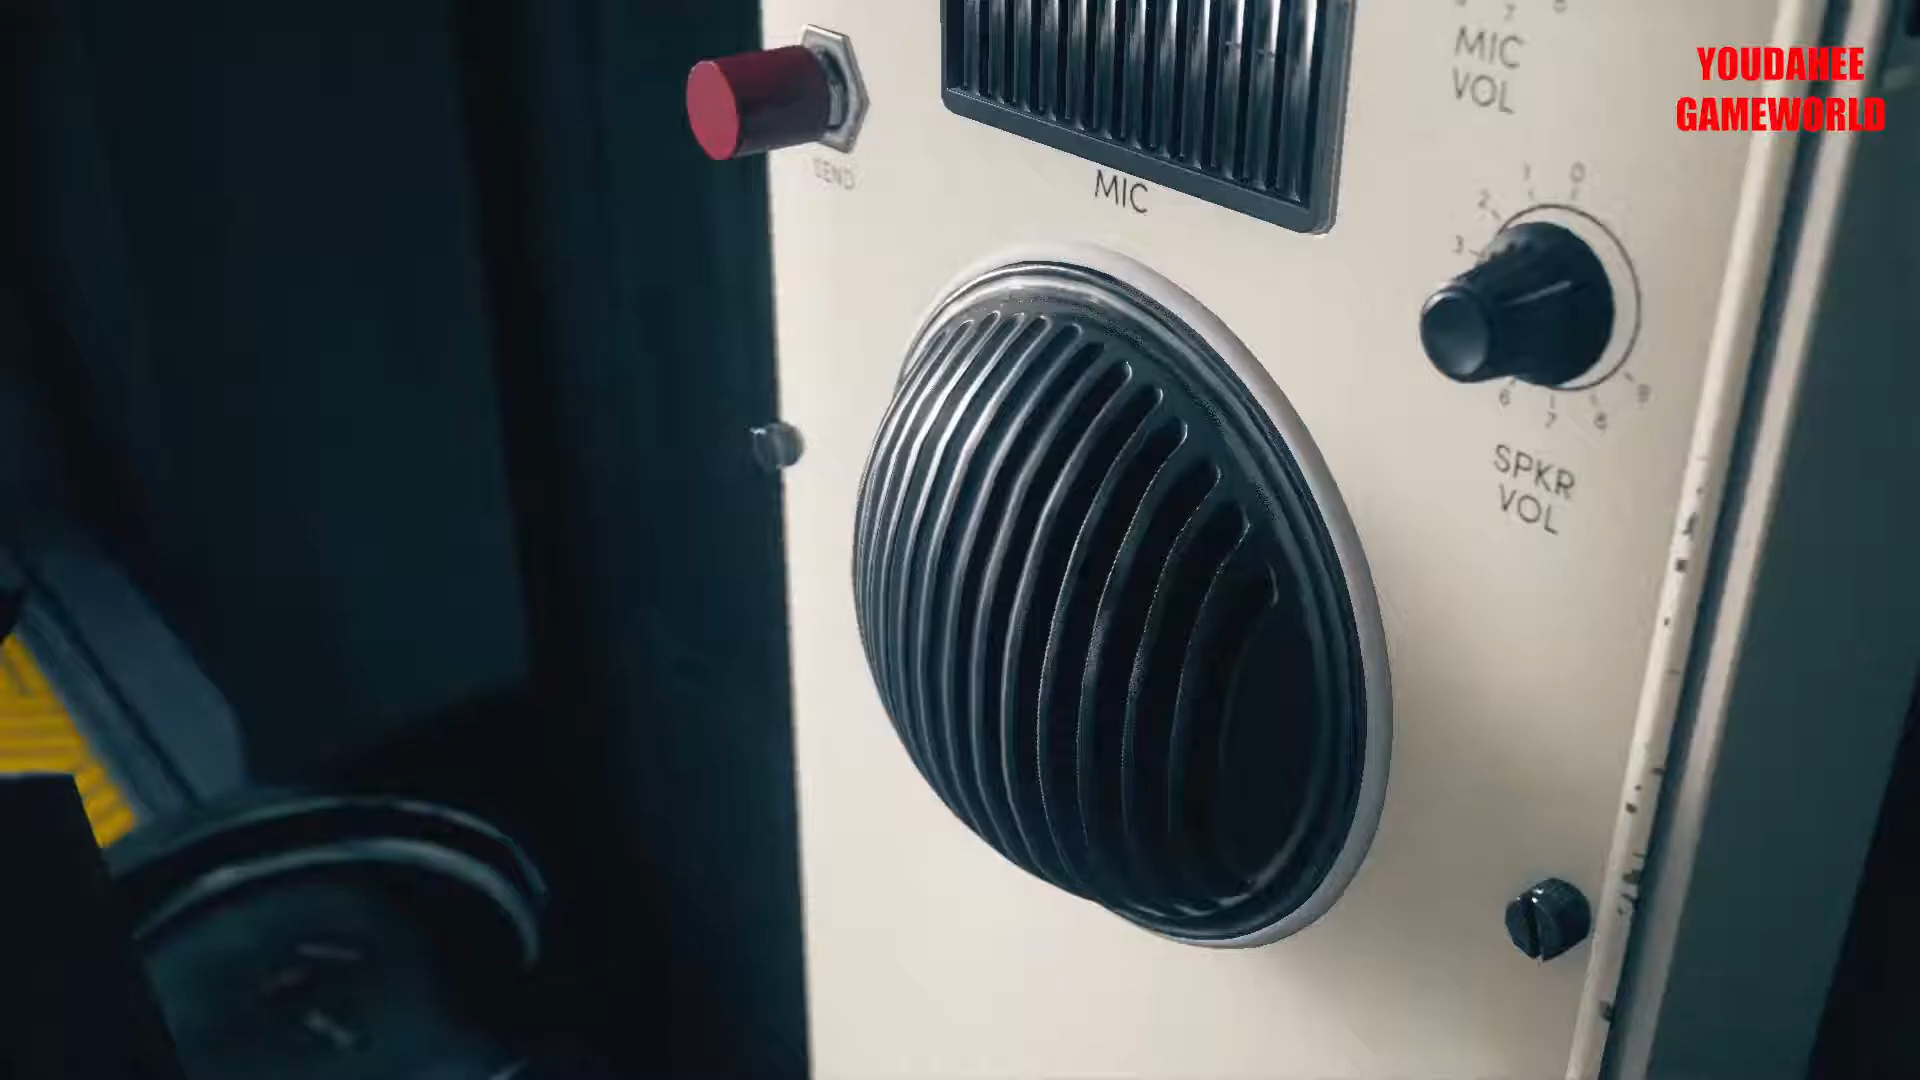 MIC
VOL
YOUDAHEE
GAMEWORLD
SEND
MIC
0
1
2
3
6
7
8
9
SPKR
VOL